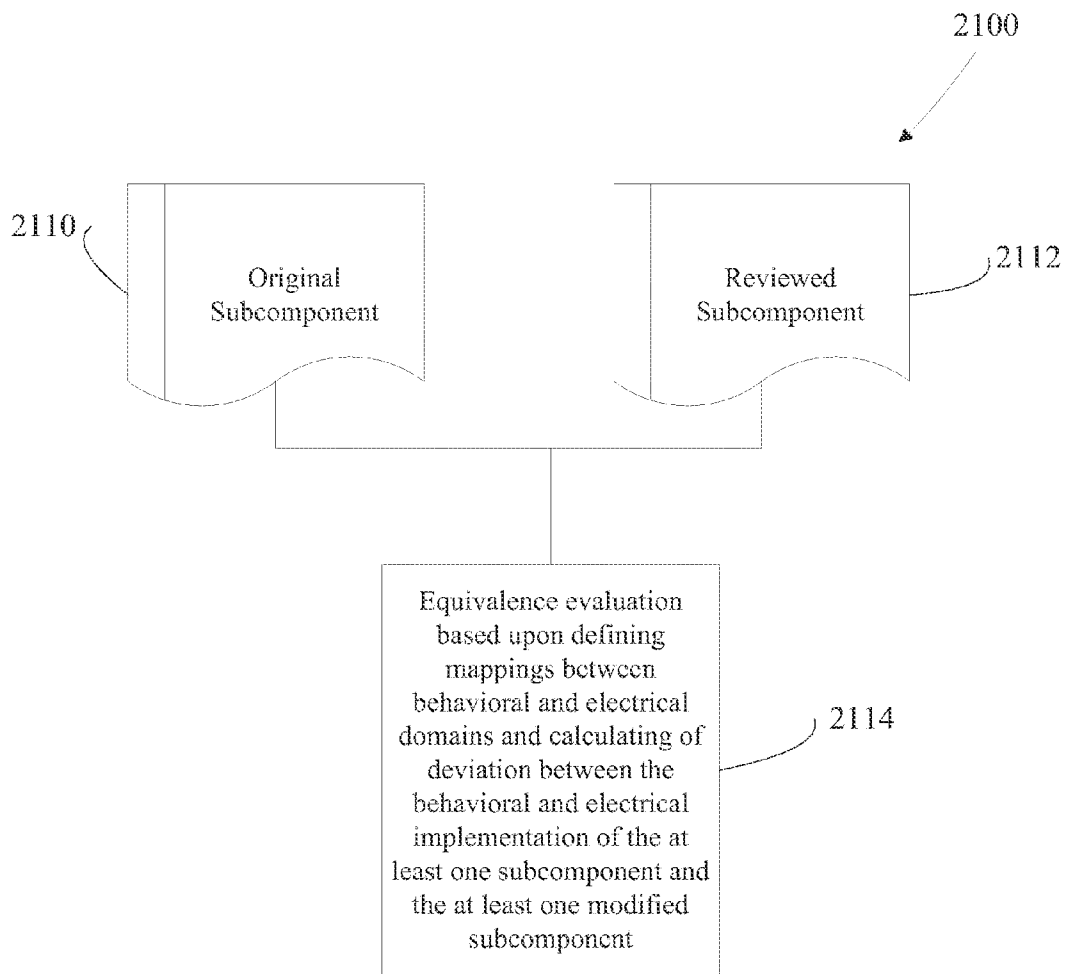 2100
2110
Original
Subcomponent
Reviewed
Subcomponent
2112
Equivalence evaluation
based upon defining
mappings between
behavioral and electrical
domains and calculating of
deviation between the
behavioral and electrical
implementation of the at
least one subcomponent and
the at least one modified
subcomponent
2114